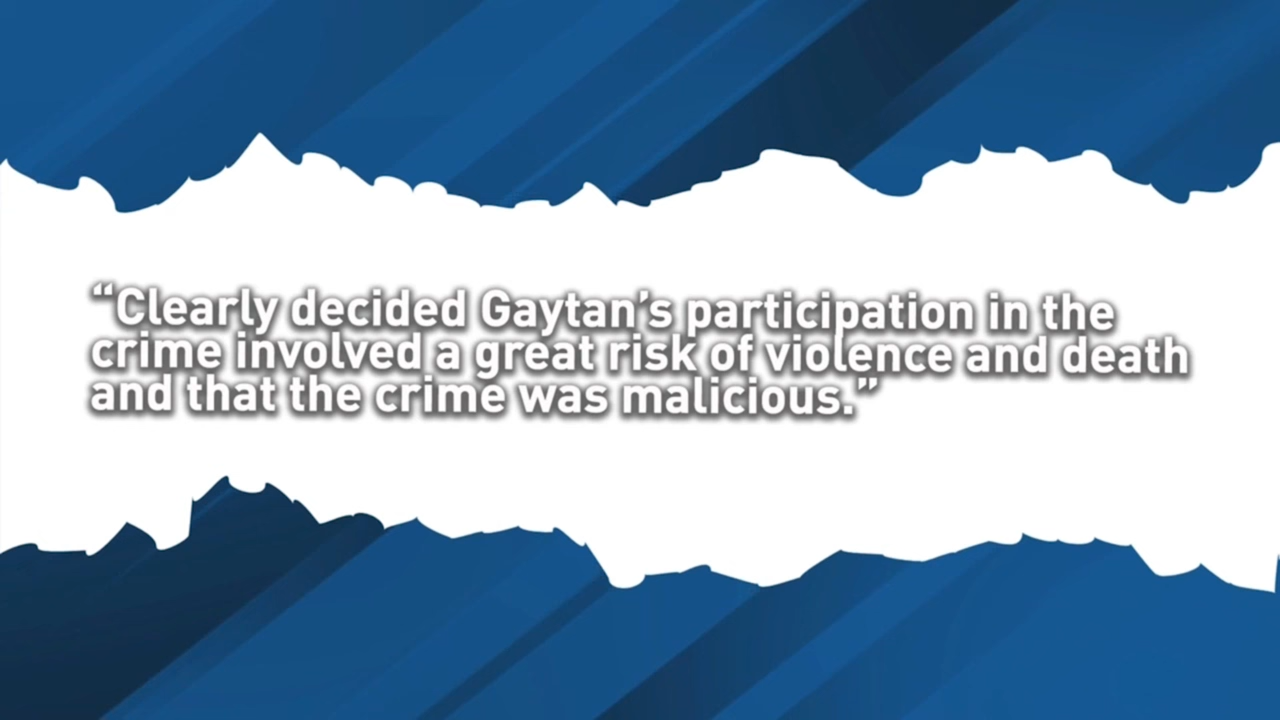 “Clearly decided Gaytan’s participation in the
crime involved a great risk of violence and death
and that the crime was malicious.”